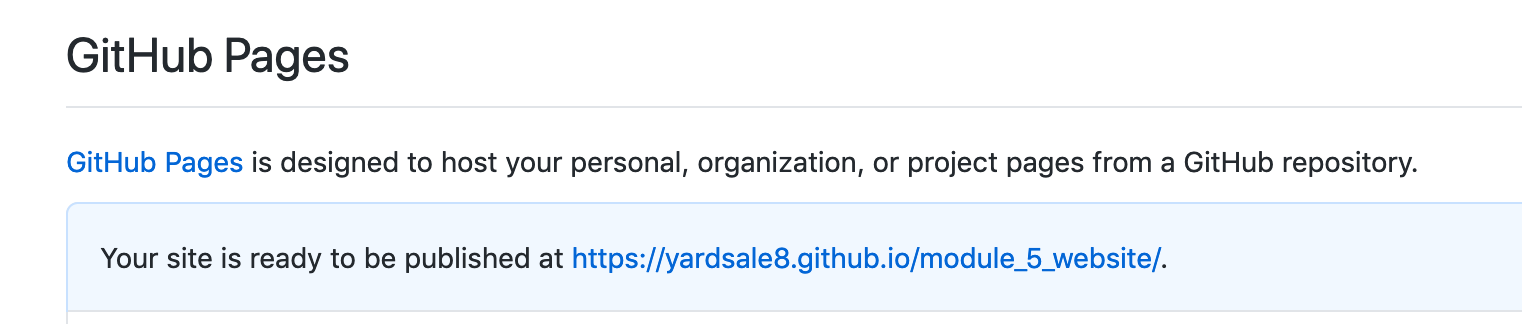 GitHub Pages
GitHub Pages is designed to host your personal, organization, or project pages from a GitHub repository.
Your site is ready to be published at https://yardsale8.github.io/module_5_website/.